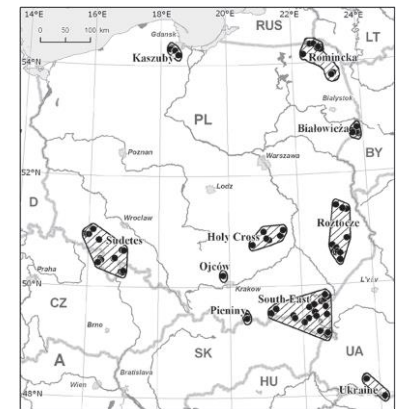 14°E 16°E 18°E 20°E 22°E 24°E
RUS
0 50 100 km
Gdansk
LT
Kaszuby
Romincka
54°N
Bialystok
PL
Białowieża
BY
Poznan
Warszawa
52°N
Lodz
D
Wroclaw
Roztocze
Sudetes
Holy Cross
Ojców
Praha
L'viv
50°N
Krakow
South-East
CZ
Pieniny
Brno
SK
UA
A
Bratislava
Wien
HU
Ukraine
48°N